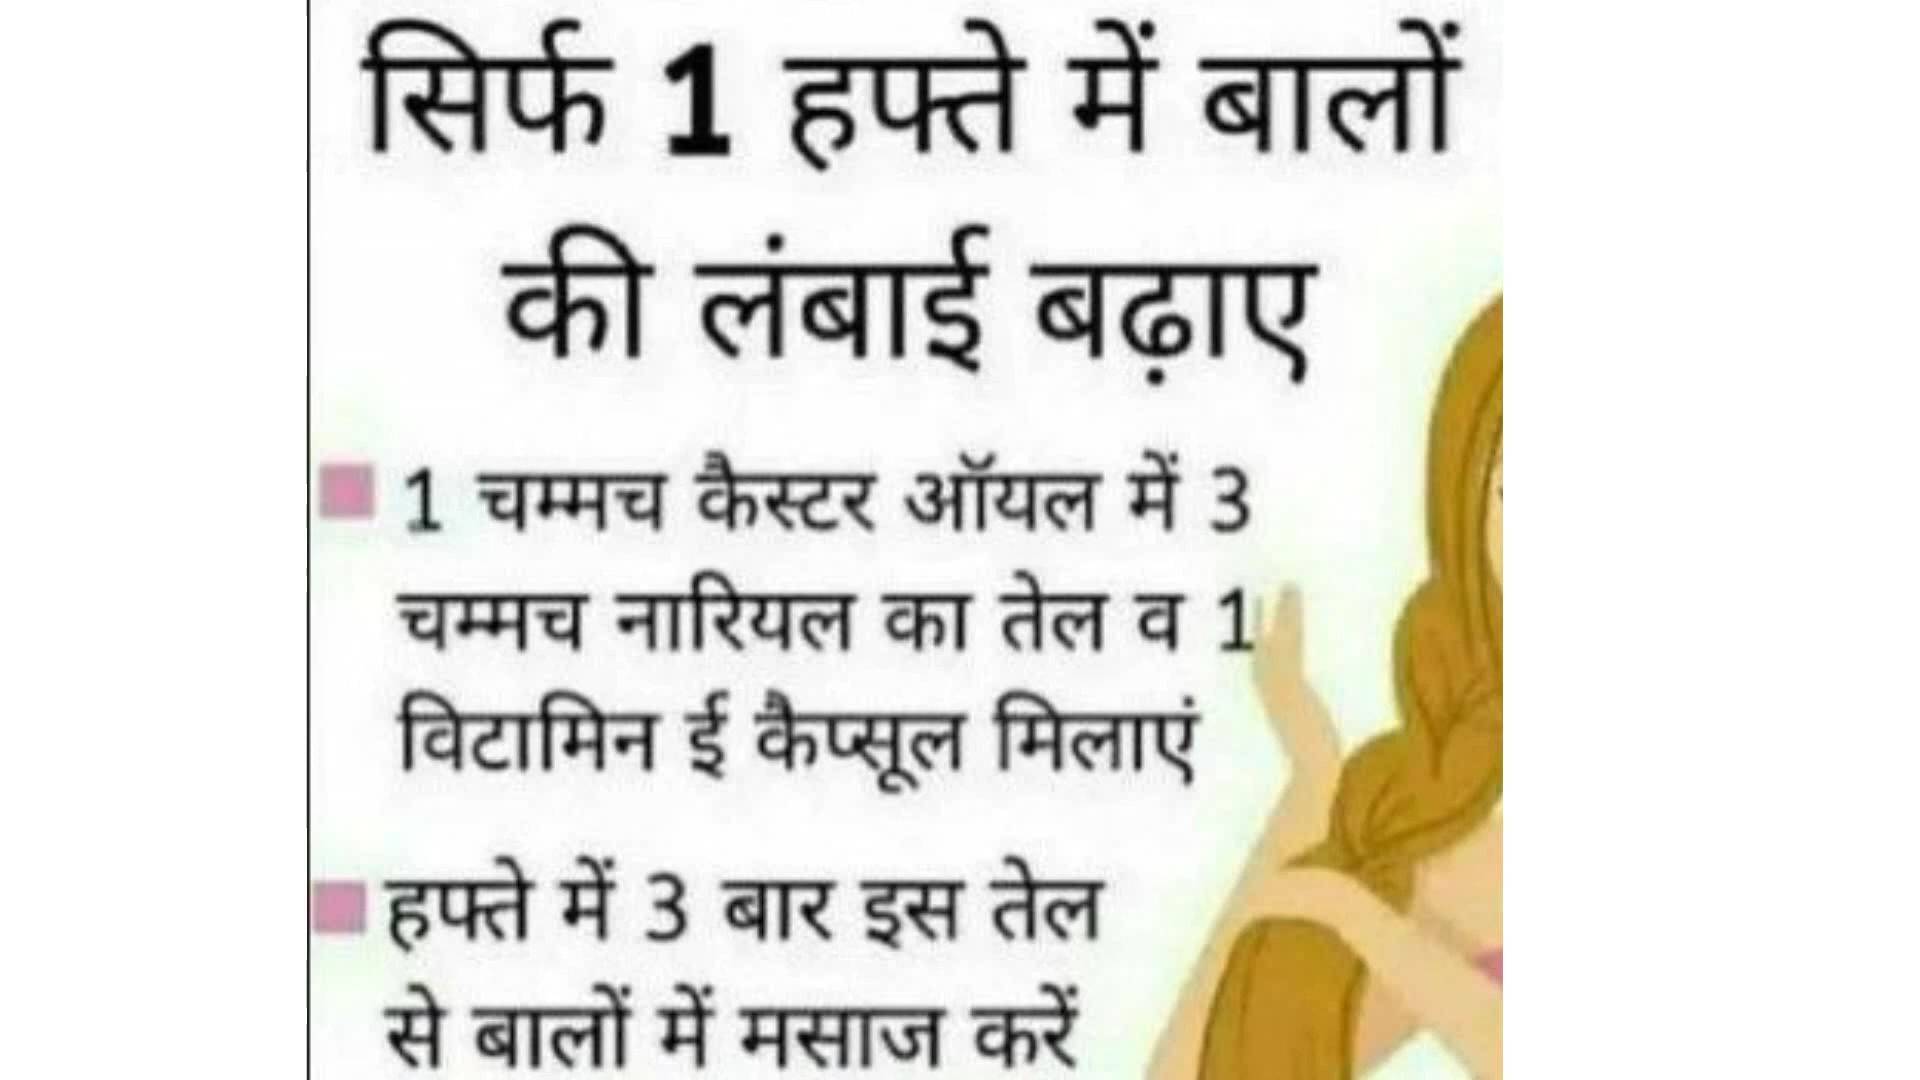 सिर्फ 1 हफ्ते में बालों
की लंबाई बढ़ाए
1 चम्मच कैस्टर ऑयल में 3
चम्मच नारियल का तेल व 1
विटामिन ई कैप्सूल मिलाएं
हफ्ते में 3 बार इस तेल
से बालों में मसाज करें